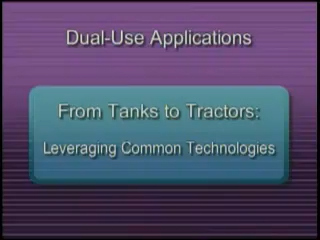 Dual-Use Applications
From Tanks to Tractors:
Leveraging Common Technologies